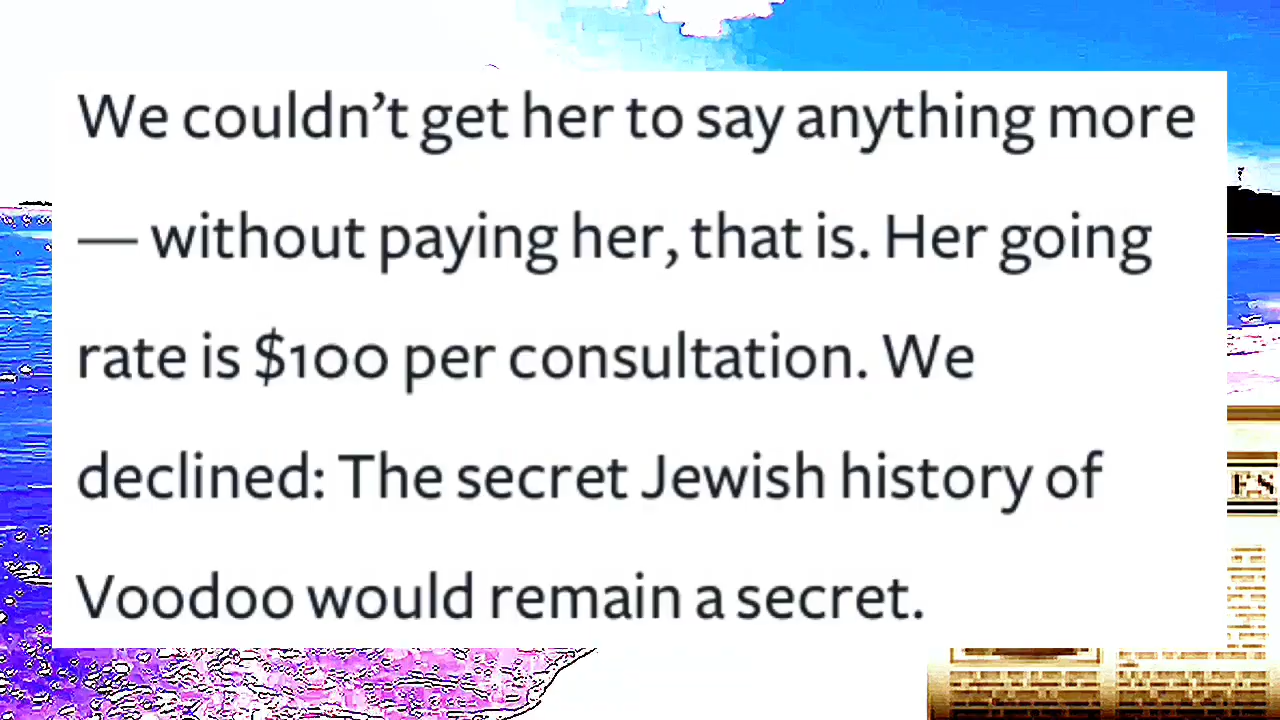 We couldn’t get her to say anything more
— without paying her, that is. Her going
rate is $100 per consultation. We
declined: The secret Jewish history of
Voodoo would remain a secret.